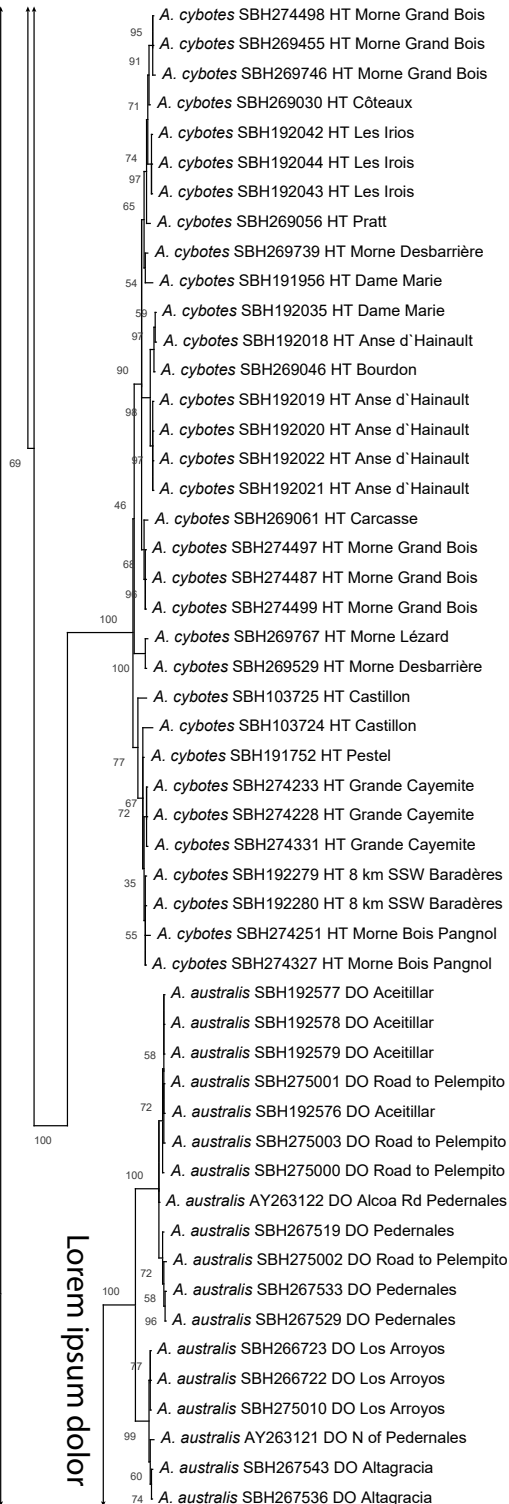 A. cybotes SBH274498 HT Morne Grand Bois
95
A. cybotes SBH269455 HT Morne Grand Bois
91
A. cybotes SBH269746 HT Morne Grand Bois
71
A. cybotes SBH269030 HT Côteaux
A. cybotes SBH192042 HT Les Irios
74
A. cybotes SBH192044 HT Les Irois
97
A. cybotes SBH192043 HT Les Irois
65
A. cybotes SBH269056 HT Pratt
A. cybotes SBH269739 HT Morne Desbarrière
54
A. cybotes SBH191956 HT Dame Marie
59
A. cybotes SBH192035 HT Dame Marie
97
A. cybotes SBH192018 HT Anse d`Hainault
90
A. cybotes SBH269046 HT Bourdon
A. cybotes SBH192019 HT Anse d`Hainault
98
A. cybotes SBH192020 HT Anse d`Hainault
97
A. cybotes SBH192022 HT Anse d`Hainault
69
A. cybotes SBH192021 HT Anse d`Hainault
46
A. cybotes SBH269061 HT Carcasse
A. cybotes SBH274497 HT Morne Grand Bois
68
A. cybotes SBH274487 HT Morne Grand Bois
96
A. cybotes SBH274499 HT Morne Grand Bois
100
A. cybotes SBH269767 HT Morne Lézard
100
A. cybotes SBH269529 HT Morne Desbarrière
A. cybotes SBH103725 HT Castillon
A. cybotes SBH103724 HT Castillon
77
A. cybotes SBH191752 HT Pestel
A. cybotes SBH274233 HT Grande Cayemite
67
72
A. cybotes SBH274228 HT Grande Cayemite
A. cybotes SBH274331 HT Grande Cayemite
35
A. cybotes SBH192279 HT 8 km SSW Baradères
A. cybotes SBH192280 HT 8 km SSW Baradères
55
A. cybotes SBH274251 HT Morne Bois Pangnol
A. cybotes SBH274327 HT Morne Bois Pangnol
A. australis SBH192577 DO Aceitillar
A. australis SBH192578 DO Aceitillar
58
A. australis SBH192579 DO Aceitillar
A. australis SBH275001 DO Road to Pelempito
72
A. australis SBH192576 DO Aceitillar
100
A. australis SBH275003 DO Road to Pelempito
100
A. australis SBH275000 DO Road to Pelempito
A. australis AY263122 DO Alcoa Rd Pedernales
A. australis SBH267519 DO Pedernales
A. australis SBH275002 DO Road to Pelempito
72
A. australis SBH267533 DO Pedernales
100
58
A. australis SBH267529 DO Pedernales
96
A. australis SBH266723 DO Los Arroyos
77
A. australis SBH266722 DO Los Arroyos
A. australis SBH275010 DO Los Arroyos
99
A. australis AY263121 DO N of Pedernales
A. australis SBH267543 DO Altagracia
60
A. australis SBH267536 DO Altagracia
74
Lorem ipsum dolor